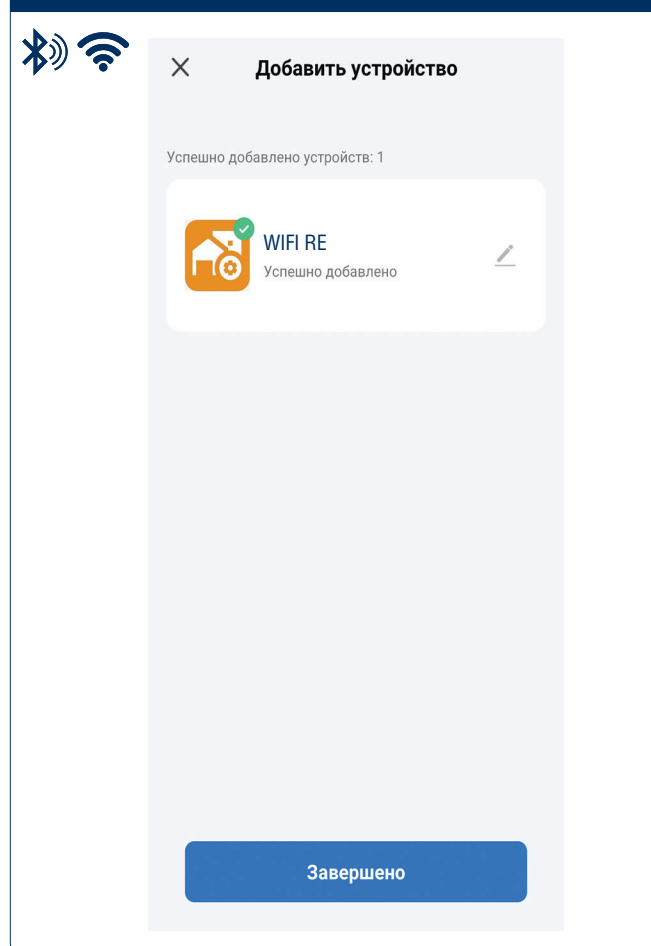 Добавить устройство
Успешно добавлено устройств: 1
WIFI RE
Успешно добавлено
Завершено